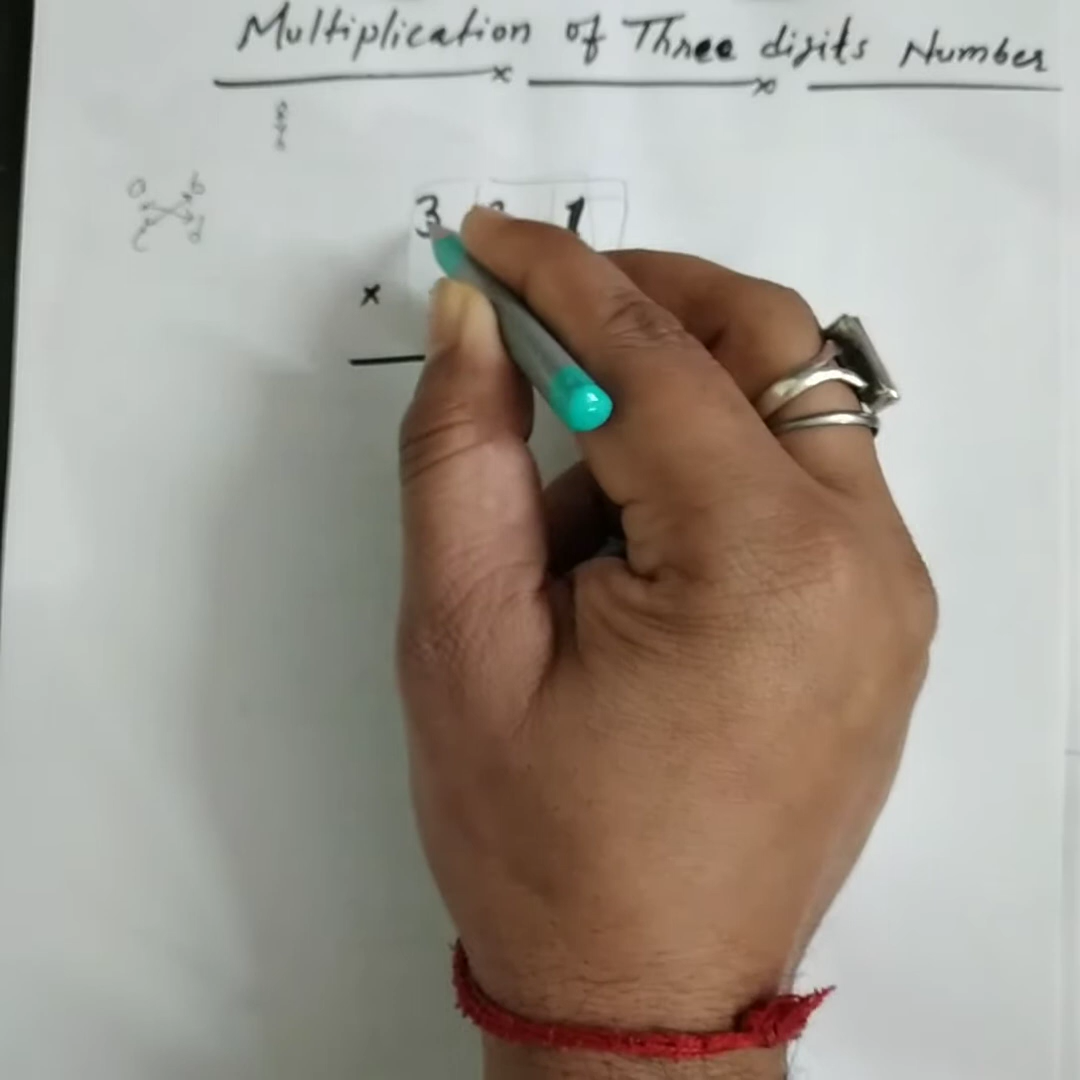 Multiplication of Three digits Number
a b
c d
3 1
×